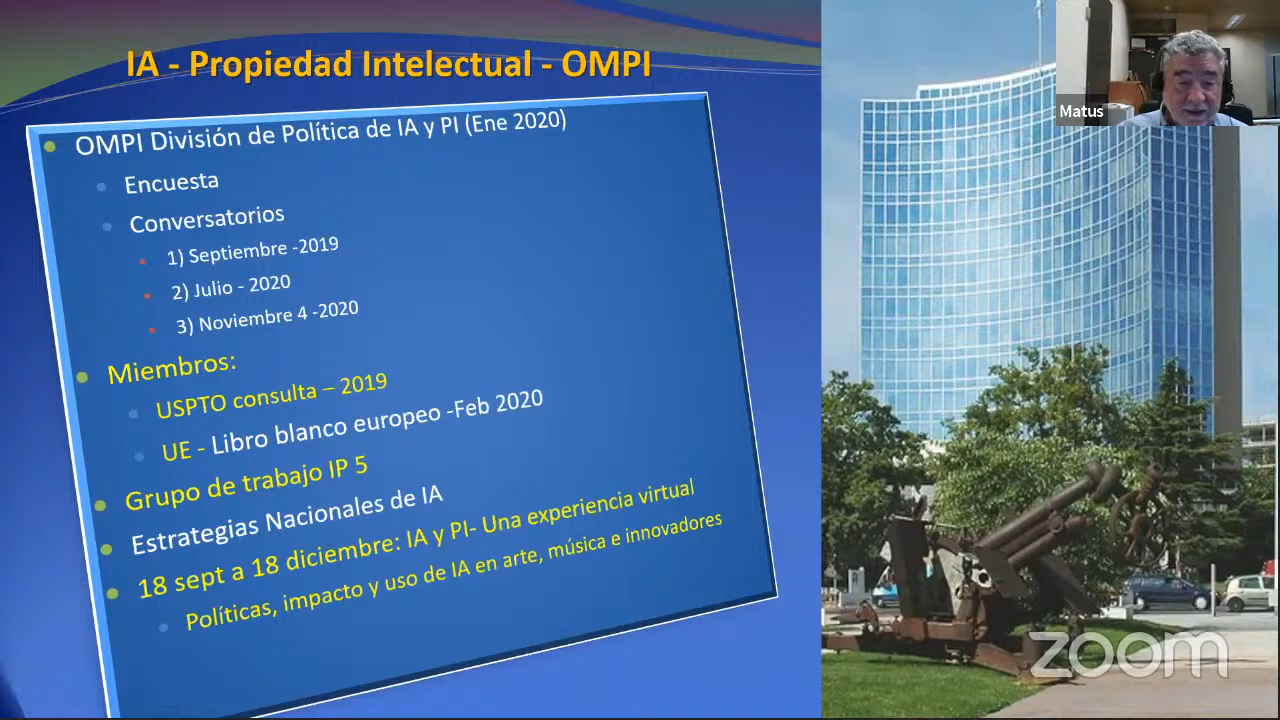 IA - Propiedad Intelectual - OMPI
OMPI División de Política de IA y PI (Ene 2020)
Encuesta
Conversatorios
1) Septiembre -2019
2) Julio - 2020
3) Noviembre 4 -2020
Miembros:
USPTO consulta – 2019
UE - Libro blanco europeo -Feb 2020
Grupo de trabajo IP 5
Estrategias Nacionales de IA
18 sept a 18 diciembre: IA y PI- Una experiencia virtual
Políticas, impacto y uso de IA en arte, música e innovadores
Matus
zoom